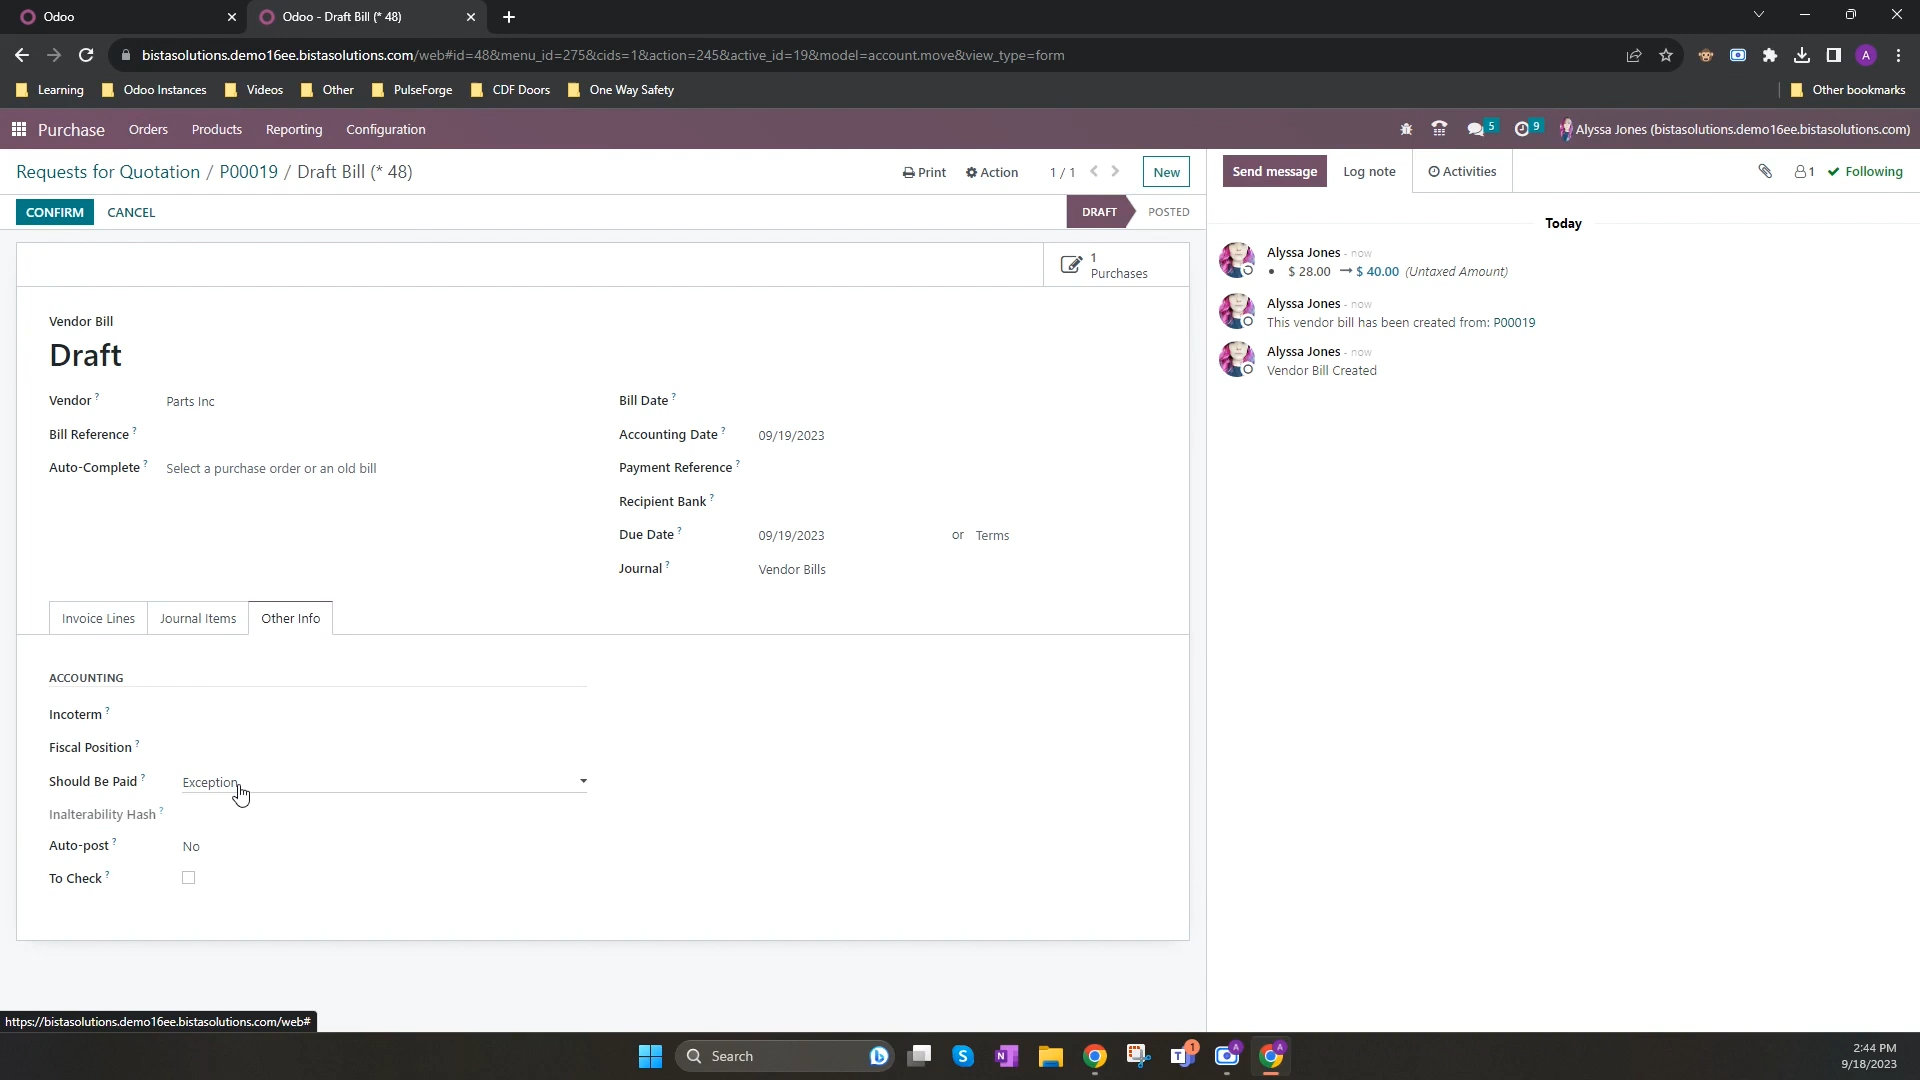 Odoo
Odoo - Draft Bill (* 48)
bistasolutions.demo16ee.bistasolutions.com/web#id=48&menu_id=275&cids=1&action=245&active_id=19&model=account.move&view_type=form
A
Learning
Odoo Instances
Videos
Other
PulseForge
CDF Doors
One Way Safety
Other bookmarks
Purchase
Orders
Products
Reporting
Configuration
5
9
Alyssa Jones (bistasolutions.demo16ee.bistasolutions.com)
Requests for Quotation / P00019 / Draft Bill (* 48)
Print
Action
1 / 1
New
Send message
Log note
Activities
1
Following
CONFIRM
CANCEL
DRAFT
POSTED
1
Purchases
Today
Alyssa Jones - now
• $ 28.00 → $ 40.00 (Untaxed Amount)
Alyssa Jones - now
This vendor bill has been created from: P00019
Alyssa Jones - now
Vendor Bill Created
Vendor Bill
Draft
Vendor ? Parts Inc
Bill Date ?
Bill Reference ?
Accounting Date ? 09/19/2023
Auto-Complete ? Select a purchase order or an old bill
Payment Reference ?
Recipient Bank ?
Due Date ? 09/19/2023 or Terms
Journal ? Vendor Bills
Invoice Lines
Journal Items
Other Info
ACCOUNTING
Incoterm ?
Fiscal Position ?
Should Be Paid ? Exception
Inalterability Hash ?
Auto-post ? No
To Check ?
https://bistasolutions.demo16ee.bistasolutions.com/web#
Search
1
A
A
2:44 PM
9/18/2023